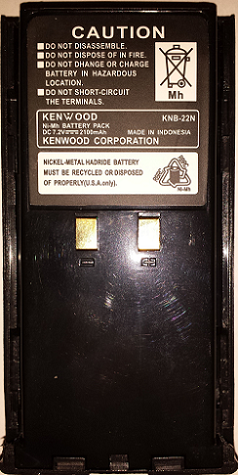 CAUTION
DO NOT DISASSEMBLE.
DO NOT DISPOSE OF IN FIRE.
DO NOT DHANGE OR CHARGE
BATTERY IN HAZARDOUS
LOCATION.
DO NOT SHORT-CIRCUIT
THE TERMINALS.
Mh
KENWOOD KNB-22N
Ni-Mh BATTERY PACK
DC 7.2V 2100mAh MADE IN INDONESIA
KENWOOD CORPORATION
NICKEL-METAL HADRIDE BATTERY
MUST BE RECYCLED OR DISPOSED
OF PROPERLY(U.S.A.only).
Ni-Mh